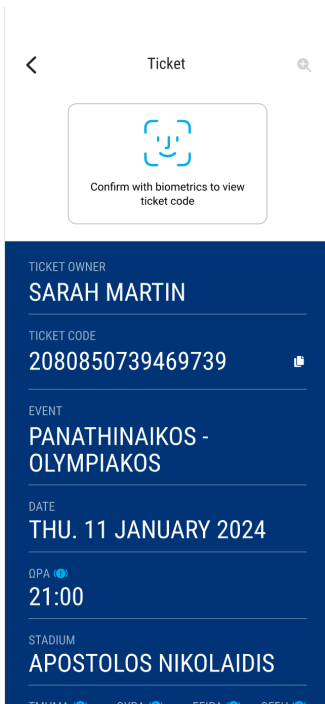 Ticket
Confirm with biometrics to view
ticket code
TICKET OWNER
SARAH MARTIN
TICKET CODE
2080850739469739
EVENT
PANATHINAIKOS -
OLYMPIAKOS
DATE
THU. 11 JANUARY 2024
ΩΡΑ
21:00
STADIUM
APOSTOLOS NIKOLAIDIS